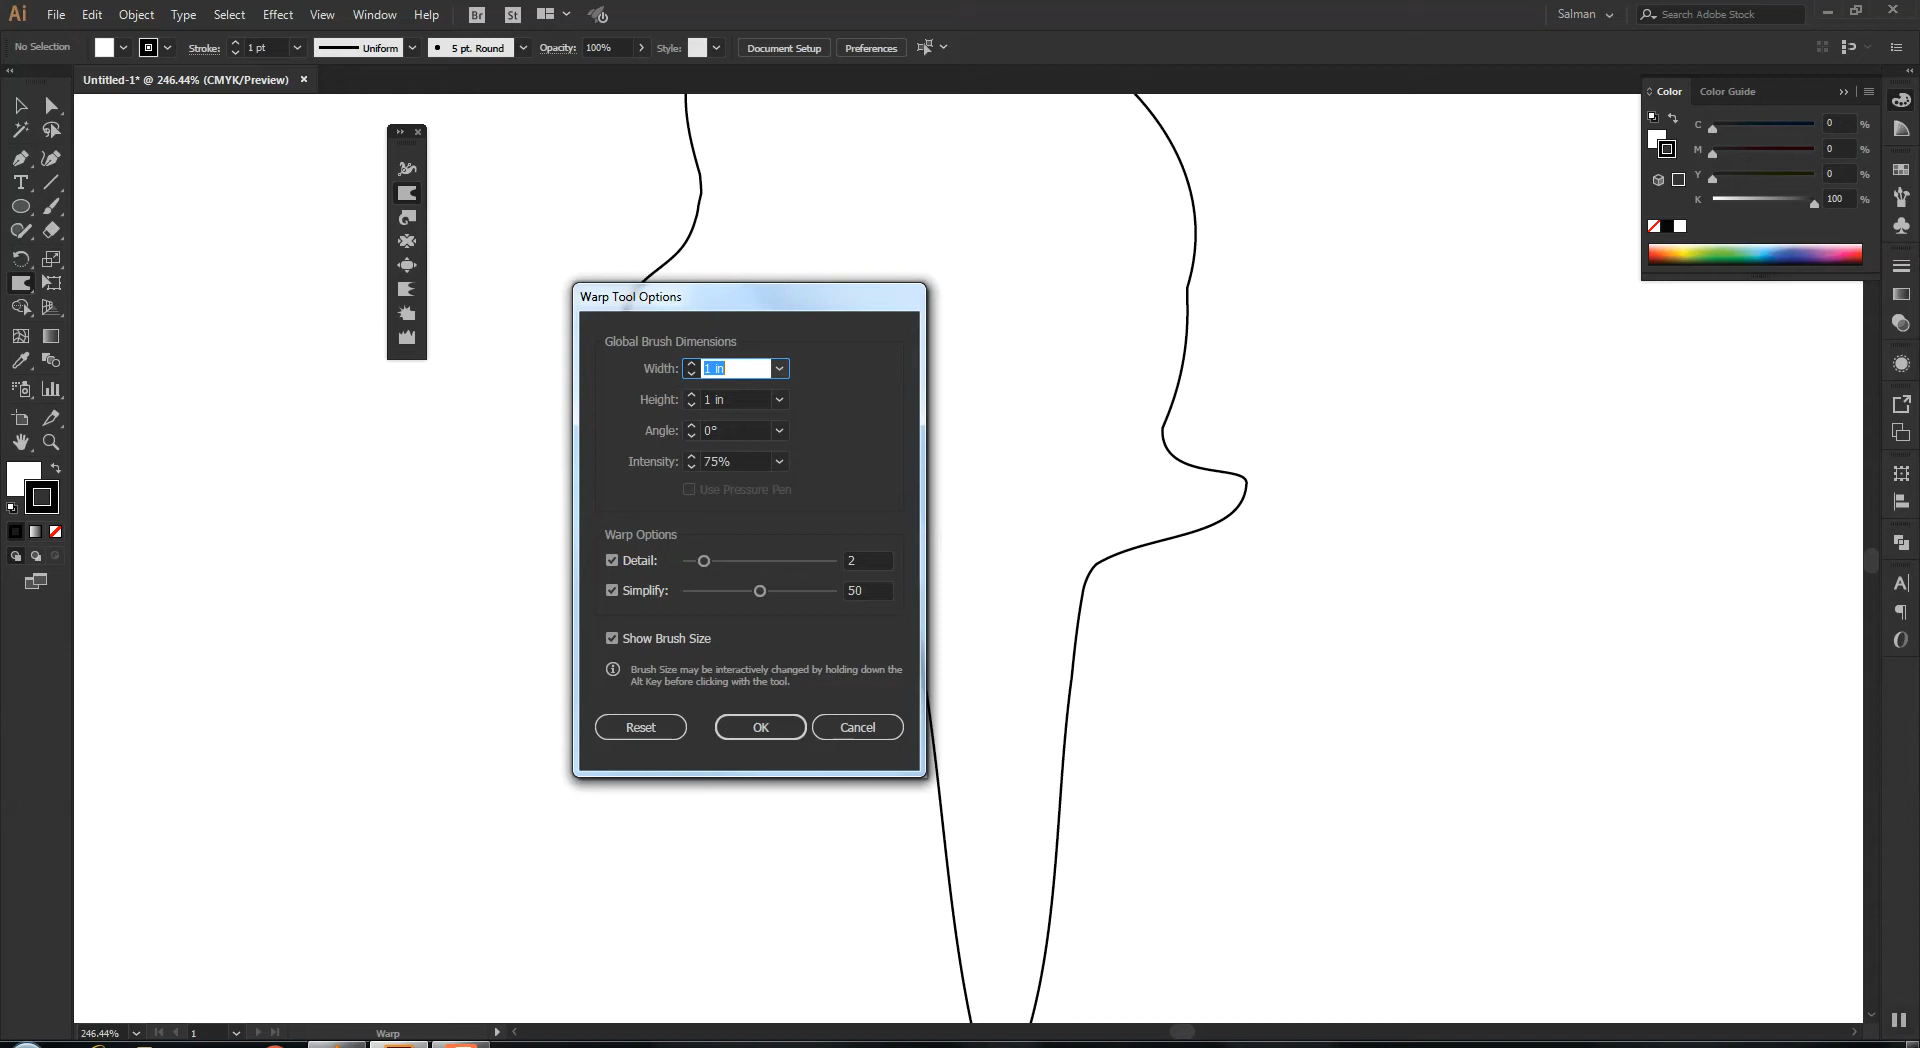 Ai File Edit Object Type Select Effect View Window Help Br St Salman Search Adobe Stock
No Selection Stroke: 1 pt Uniform 5 pt. Round Opacity: 100% Style: Document Setup Preferences
Untitled-1* @ 246.44% (CMYK/Preview)
Color Color Guide
C 0 %
M 0 %
Y 0 %
K 100 %
Warp Tool Options
Global Brush Dimensions
Width: 1 in
Height: 1 in
Angle: 0°
Intensity: 75%
Use Pressure Pen
Warp Options
Detail: 2
Simplify: 50
Show Brush Size
Brush Size may be interactively changed by holding down the
Alt Key before clicking with the tool.
Reset OK Cancel
246.44% 1 Warp